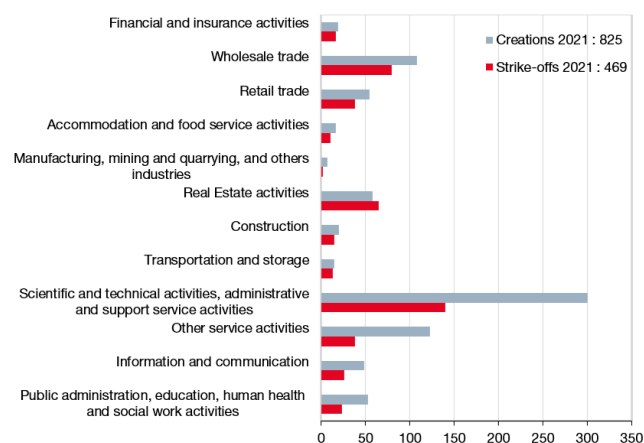 Financial and insurance activities
Creations 2021 : 825
Wholesale trade
Strike-offs 2021 : 469
Retail trade
Accommodation and food service activities
Manufacturing, mining and quarrying, and others
industries
Real Estate activities
Construction
Transportation and storage
Scientific and technical activities, administrative
and support service activities
Other service activities
Information and communication
Public administration, education, human health
and social work activities
0 50 100 150 200 250 300 350